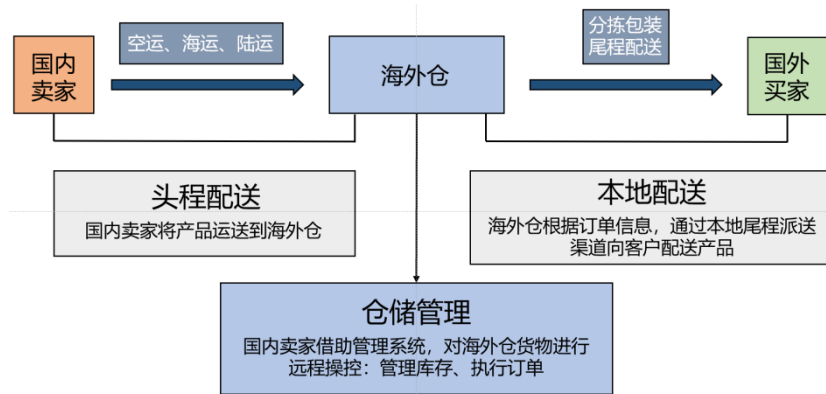 空运、海运、陆运
分拣包装
尾程配送
国内
卖家
海外仓
国外
买家
头程配送
国内卖家将产品运送到海外仓
本地配送
海外仓根据订单信息，通过本地尾程派送
渠道向客户配送产品
仓储管理
国内卖家借助管理系统，对海外仓货物进行
远程操控：管理库存、执行订单